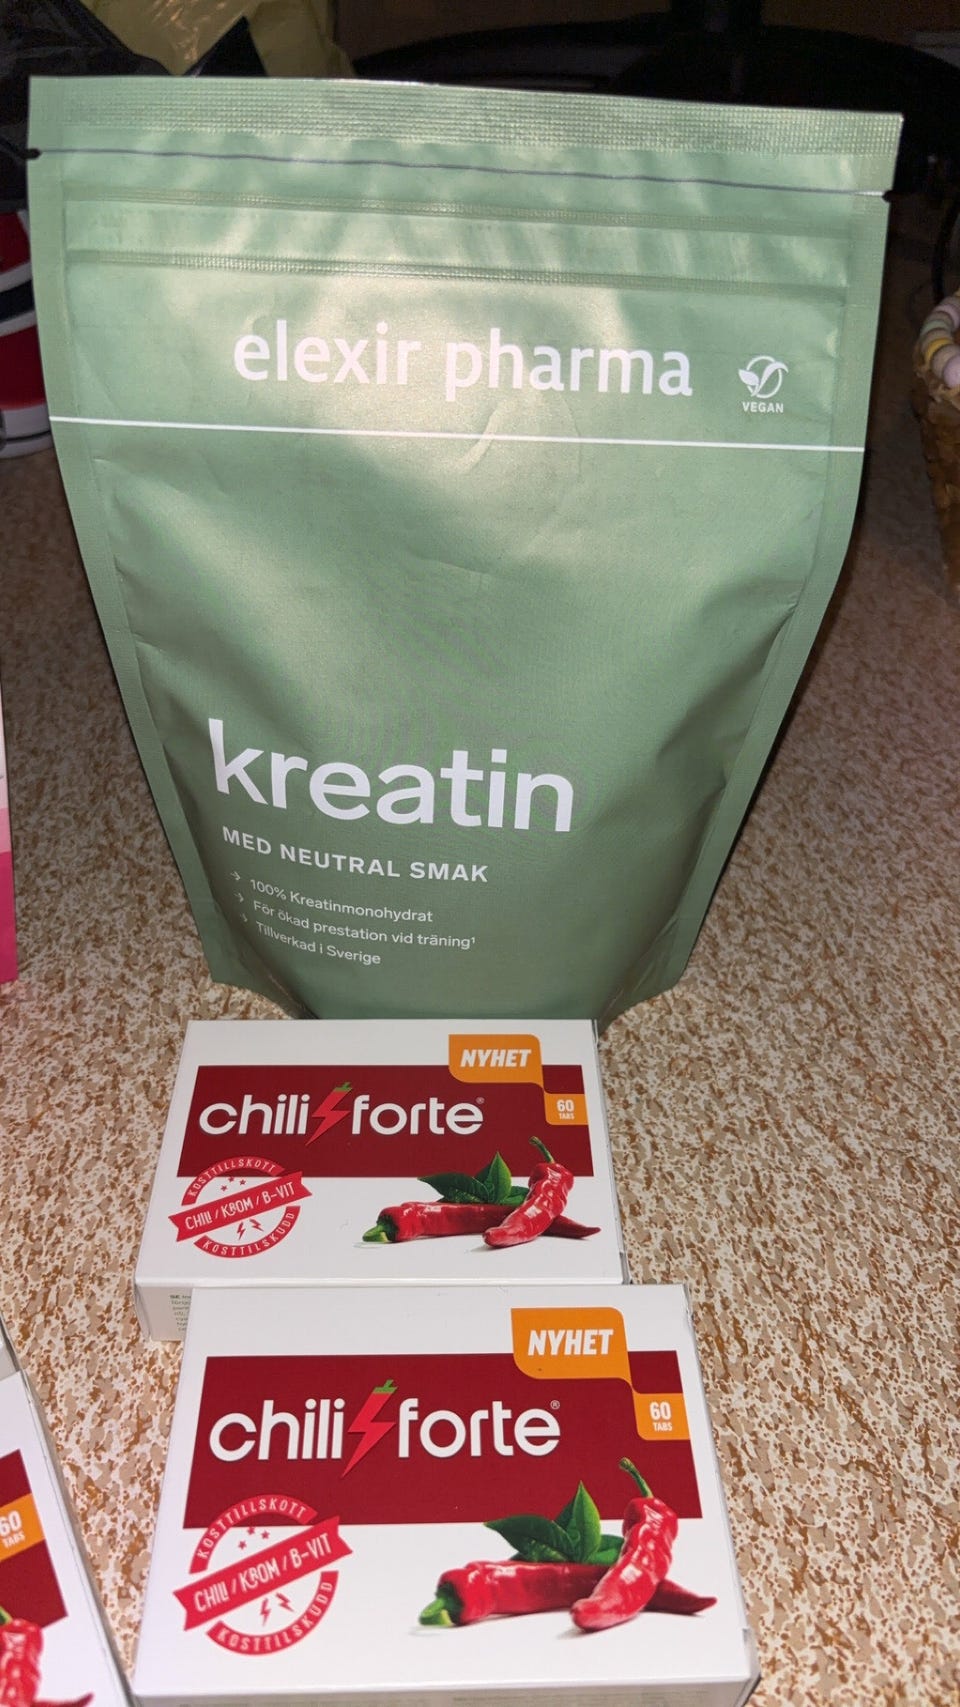 elexir pharma
VEGAN
kreatin
MED NEUTRAL SMAK
→ 100% Kreatinmonohydrat
→ För ökad prestation vid träning¹
→ Tillverkad i Sverige
NYHET
chili forte®
60
TABS
KOSTTILLSKOTT
CHILI / KROM / B-VIT
KOSTTILSKUDD
NYHET
chili forte®
60
TABS
KOSTTILLSKOTT
CHILI / KROM / B-VIT
KOSTTILSKUDD
60
TABS